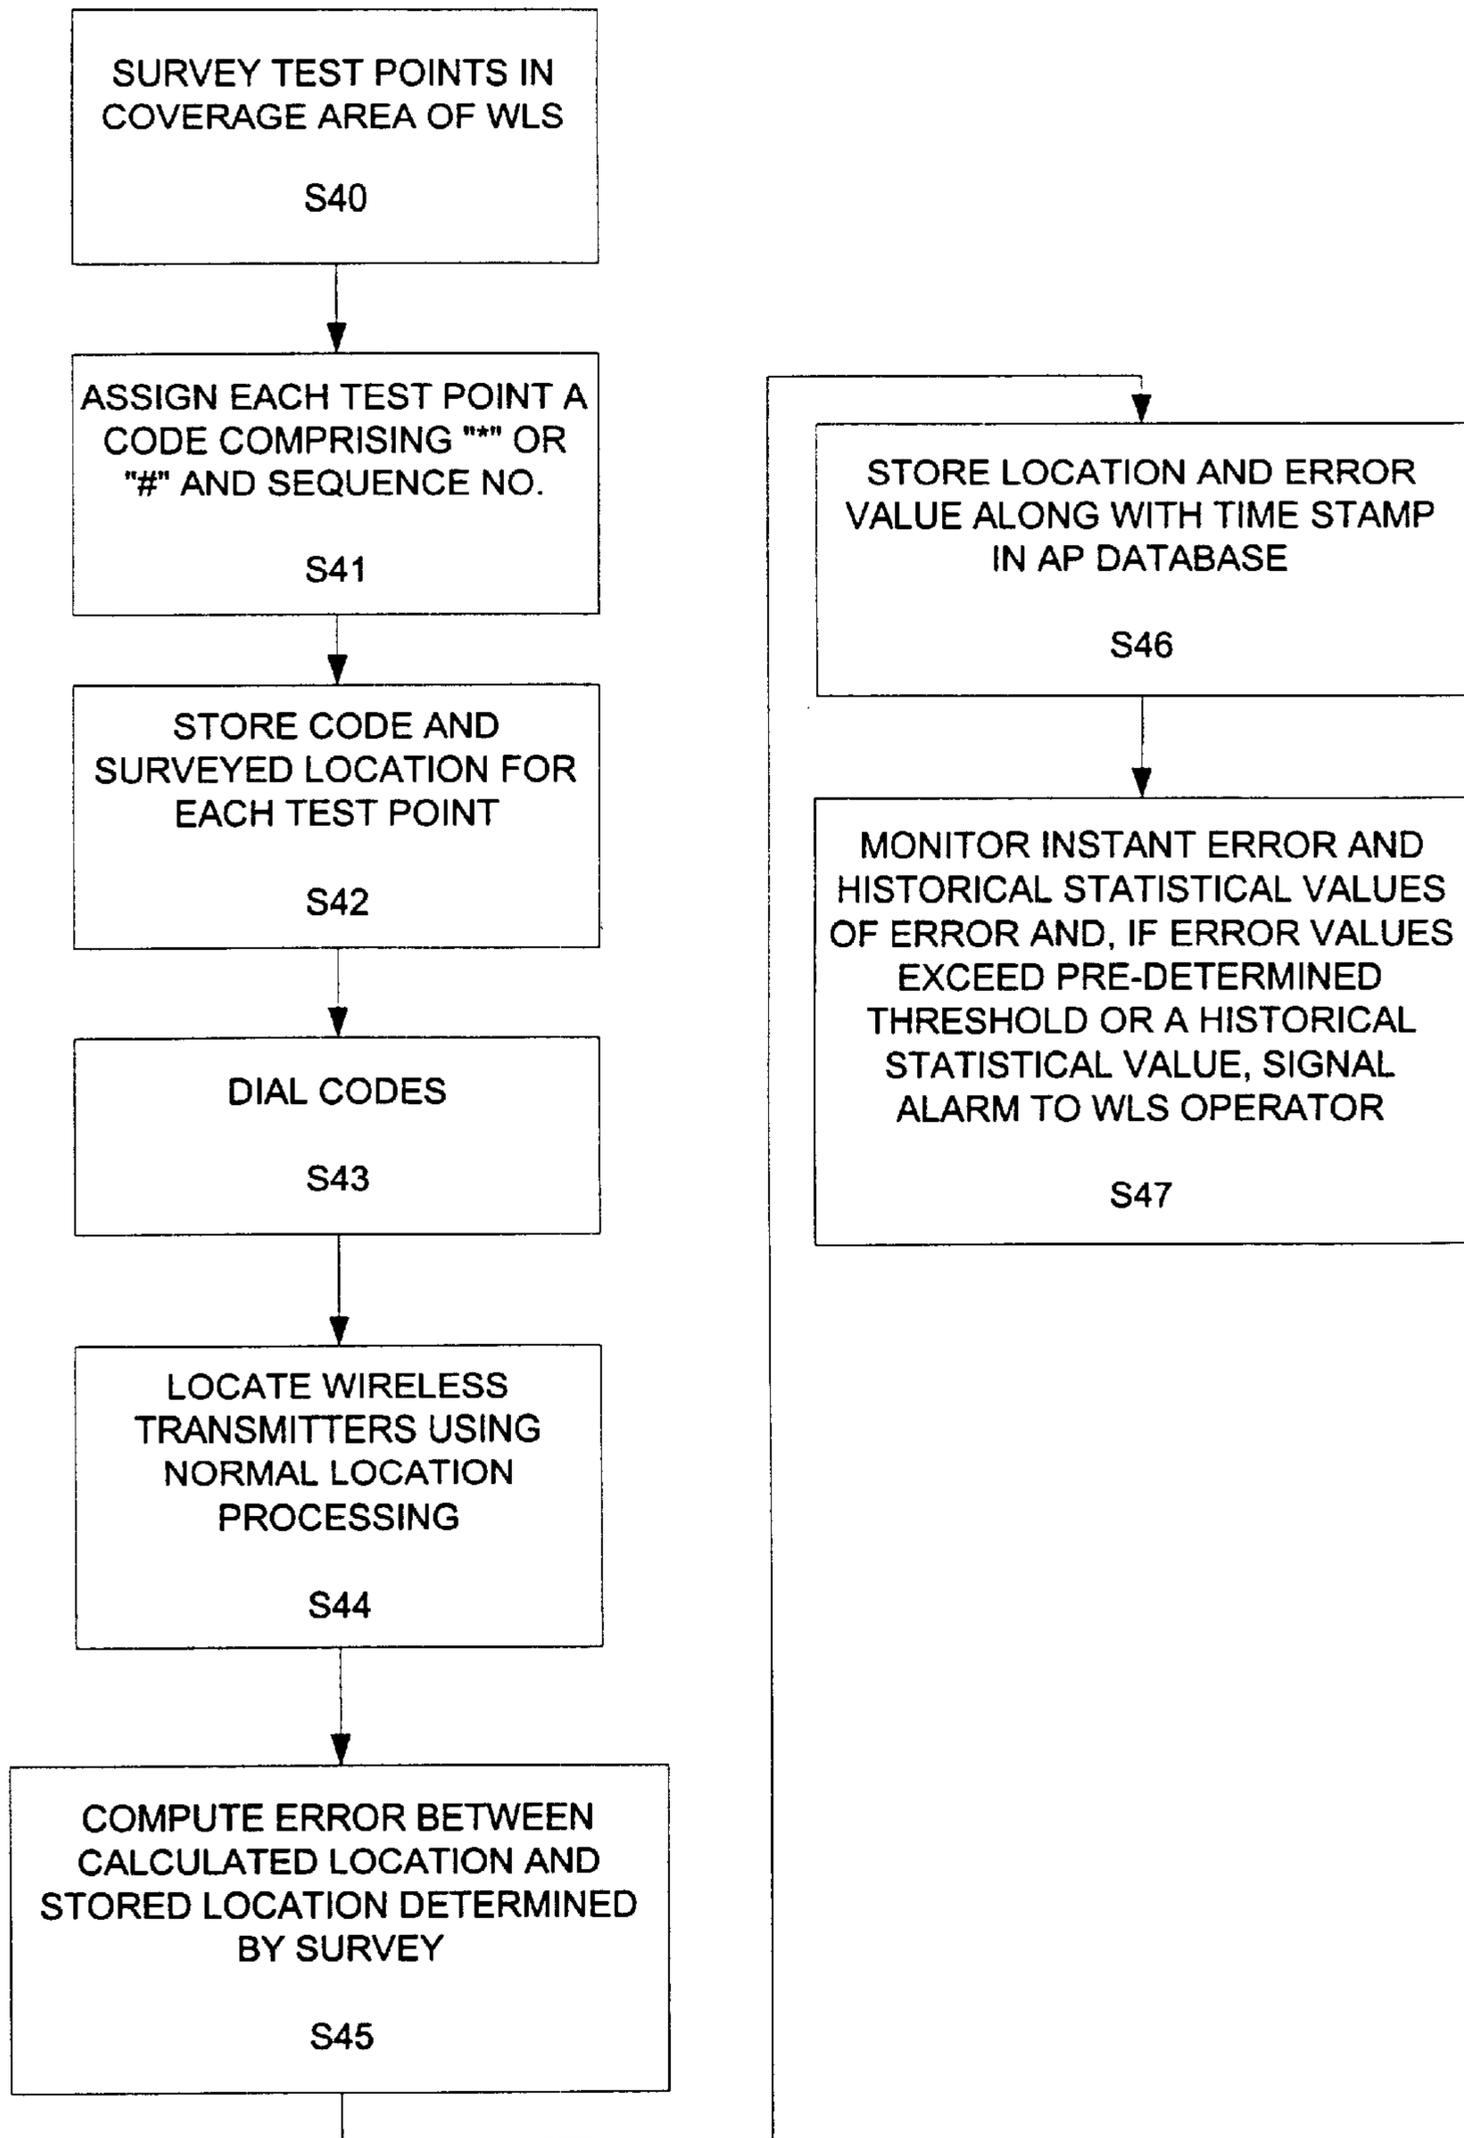 SURVEY TEST POINTS IN
COVERAGE AREA OF WLS
S40
ASSIGN EACH TEST POINT A
CODE COMPRISING "*" OR
"#" AND SEQUENCE NO.
S41
STORE CODE AND
SURVEYED LOCATION FOR
EACH TEST POINT
S42
DIAL CODES
S43
LOCATE WIRELESS
TRANSMITTERS USING
NORMAL LOCATION
PROCESSING
S44
COMPUTE ERROR BETWEEN
CALCULATED LOCATION AND
STORED LOCATION DETERMINED
BY SURVEY
S45
STORE LOCATION AND ERROR
VALUE ALONG WITH TIME STAMP
IN AP DATABASE
S46
MONITOR INSTANT ERROR AND
HISTORICAL STATISTICAL VALUES
OF ERROR AND, IF ERROR VALUES
EXCEED PRE-DETERMINED
THRESHOLD OR A HISTORICAL
STATISTICAL VALUE, SIGNAL
ALARM TO WLS OPERATOR
S47